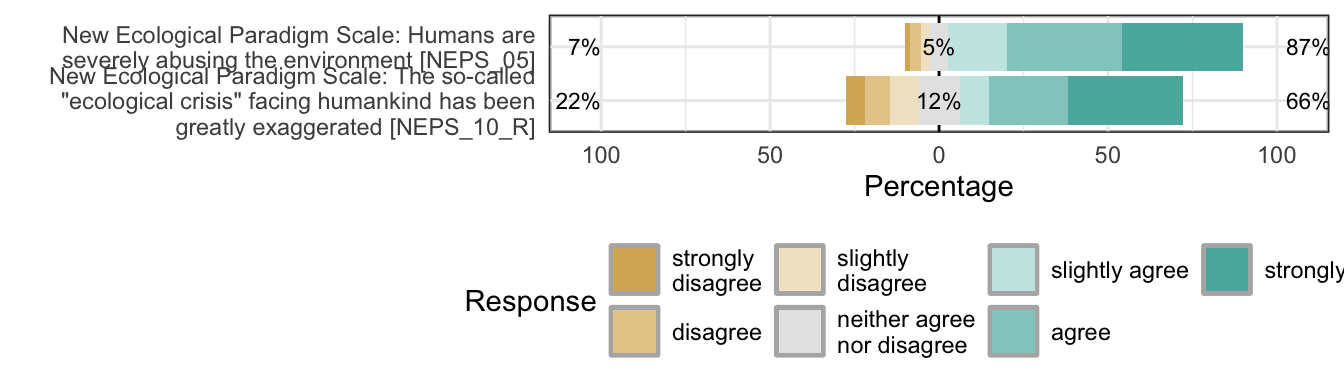 New Ecological Paradigm Scale: Humans are
severely abusing the environment [NEPS_05]
7%
5%
87%
New Ecological Paradigm Scale: The so-called
"ecological crisis" facing humankind has been
greatly exaggerated [NEPS_10_R]
22%
12%
66%
100 50 0 50 100
Percentage
Response
strongly
disagree
slightly
disagree
slightly agree
strongly
disagree
neither agree
nor disagree
agree